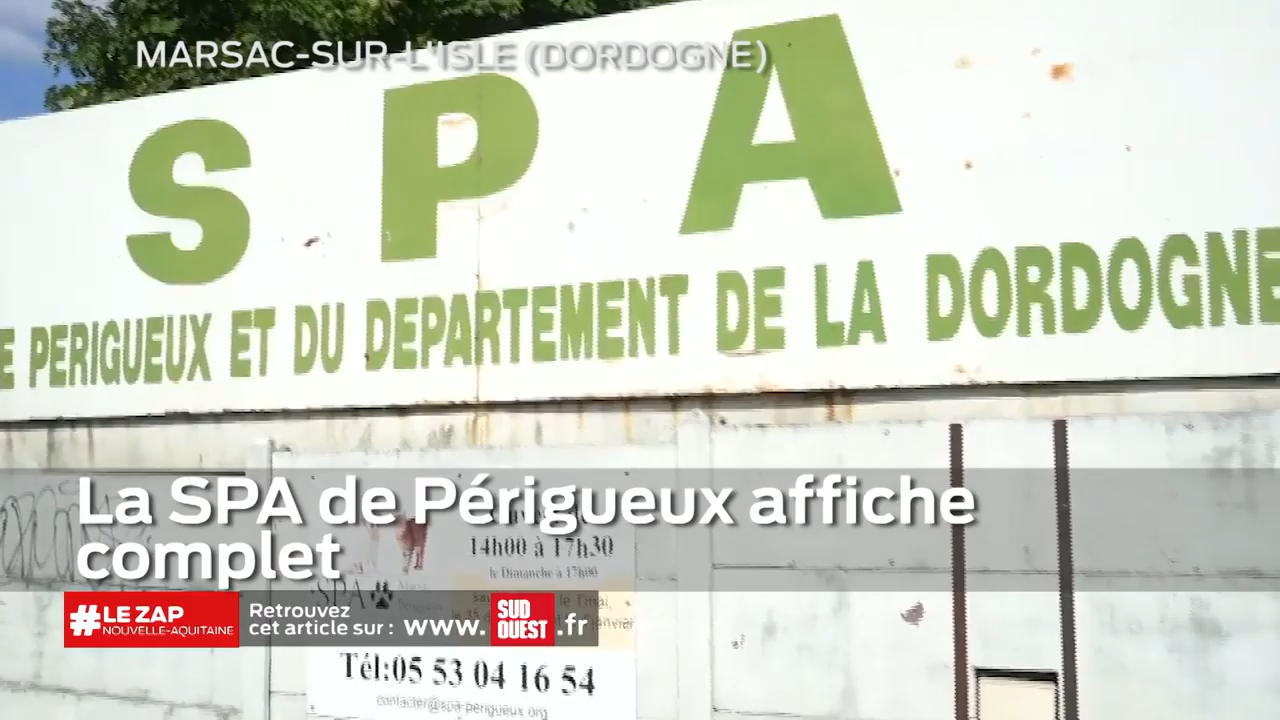 MARSAC-SUR-L'ISLE (DORDOGNE)
SPA
PERIGUEUX ET DU DEPARTEMENT DE LA DORDOGNE
La SPA de Périgueux affiche
complet
14h00 à 17h30
le Dimanche à 17h00
SPA
#LE ZAP
NOUVELLE-AQUITAINE
Retrouvez
cet article sur : www.SUD OUEST.fr
Tél:05 53 04 16 54
contacter@spa-perigueux.org